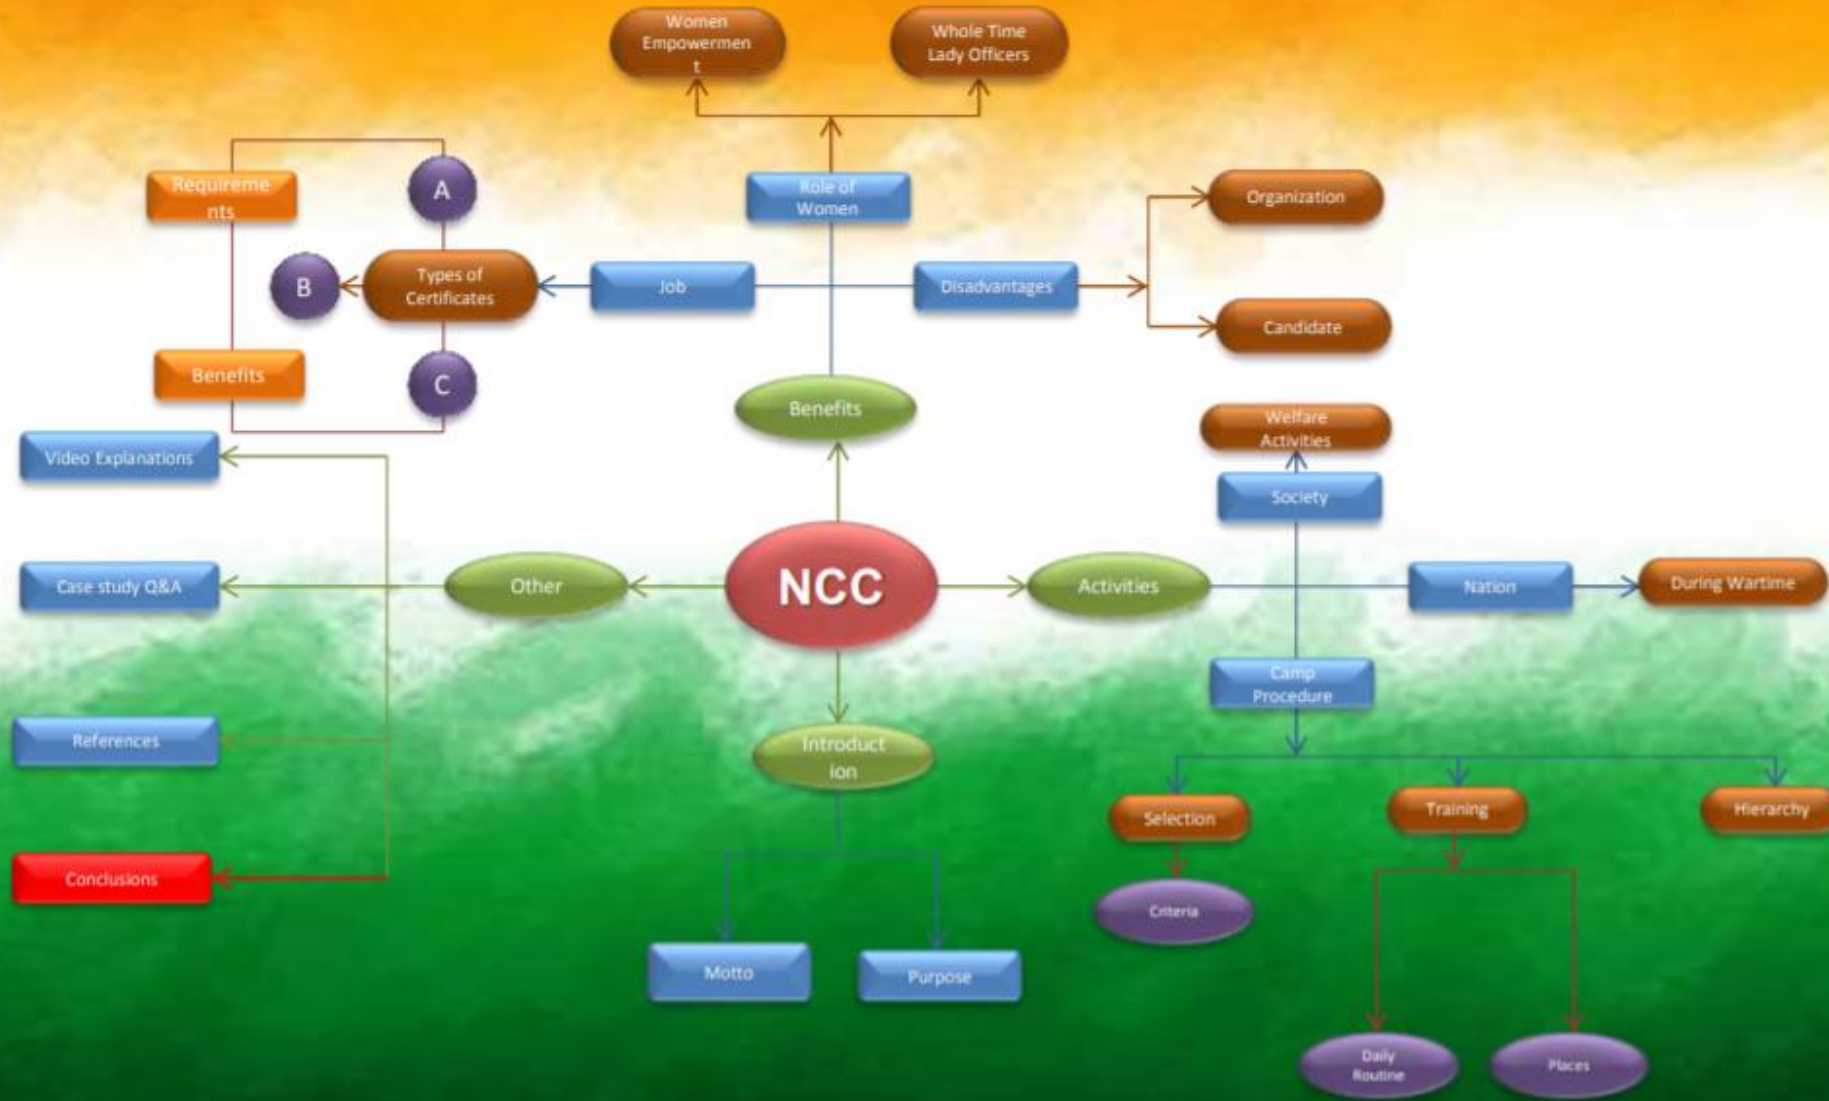 Women
Empowermen
t
Whole Time
Lady Officers
Requireme
nts
A
Role of
Women
Organization
B
Types of
Certificates
Job
Disadvantages
Candidate
Benefits
C
Benefits
Welfare
Activities
Video Explanations
Society
Case study Q&A
Other
NCC
Activities
Nation
During Wartime
Camp
Procedure
References
Introduct
ion
Selection
Training
Hierarchy
Conclusions
Criteria
Motto
Purpose
Daily
Routine
Places